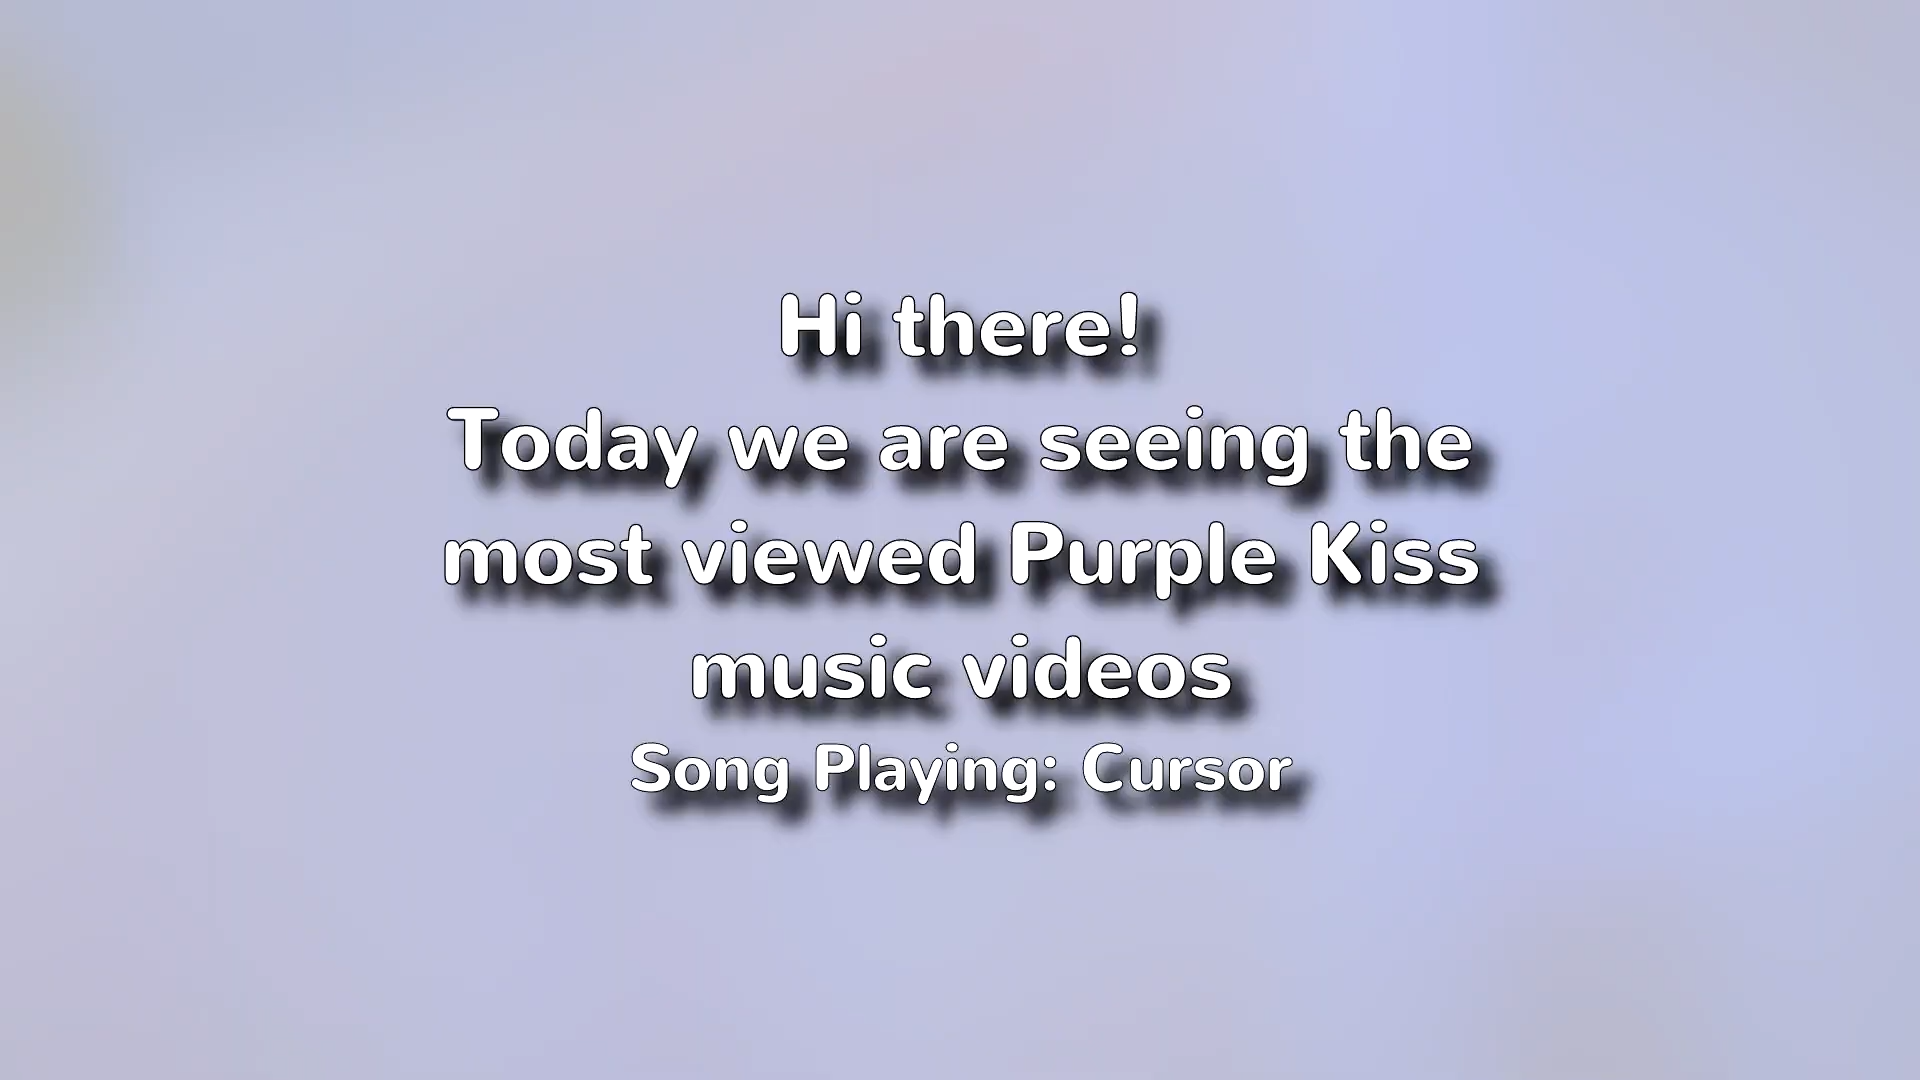 Hi there!
Today we are seeing the
most viewed Purple Kiss
music videos
Song Playing: Cursor